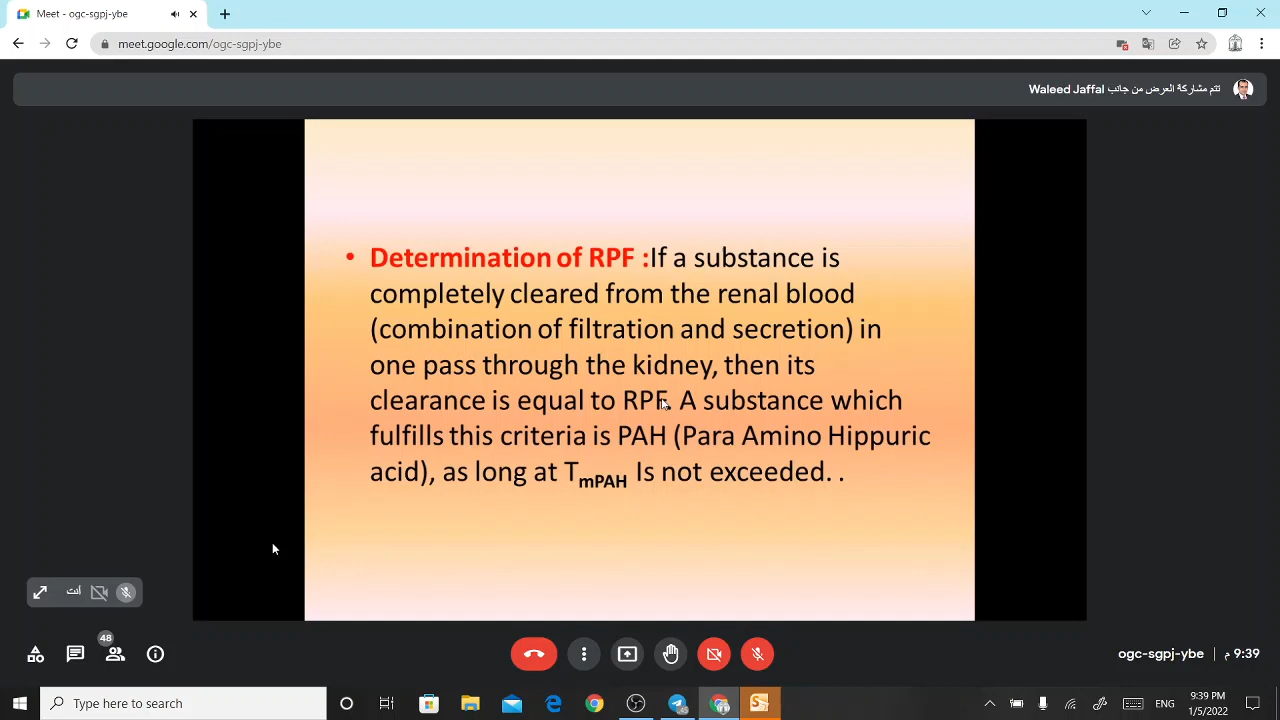 Meet - ogc-sgpj-ybe
meet.google.com/ogc-sgpj-ybe
تتم مشاركة العرض من جانب Waleed Jaffal
• Determination of RPF :If a substance is
completely cleared from the renal blood
(combination of filtration and secretion) in
one pass through the kidney, then its
clearance is equal to RPF. A substance which
fulfills this criteria is PAH (Para Amino Hippuric
acid), as long at TmPAH Is not exceeded. .
انت
48
ogc-sgpj-ybe | 9:39 م
Type here to search
ENG
9:39 PM
1/5/2022